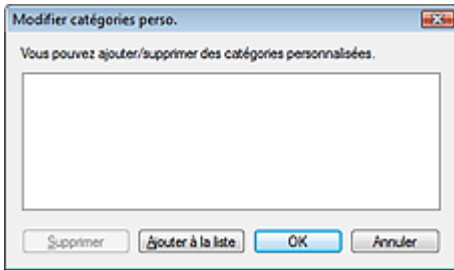 Modifier catégories perso.
Vous pouvez ajouter/supprimer des catégories personnalisées.
Supprimer Ajouter à la liste OK Annuler